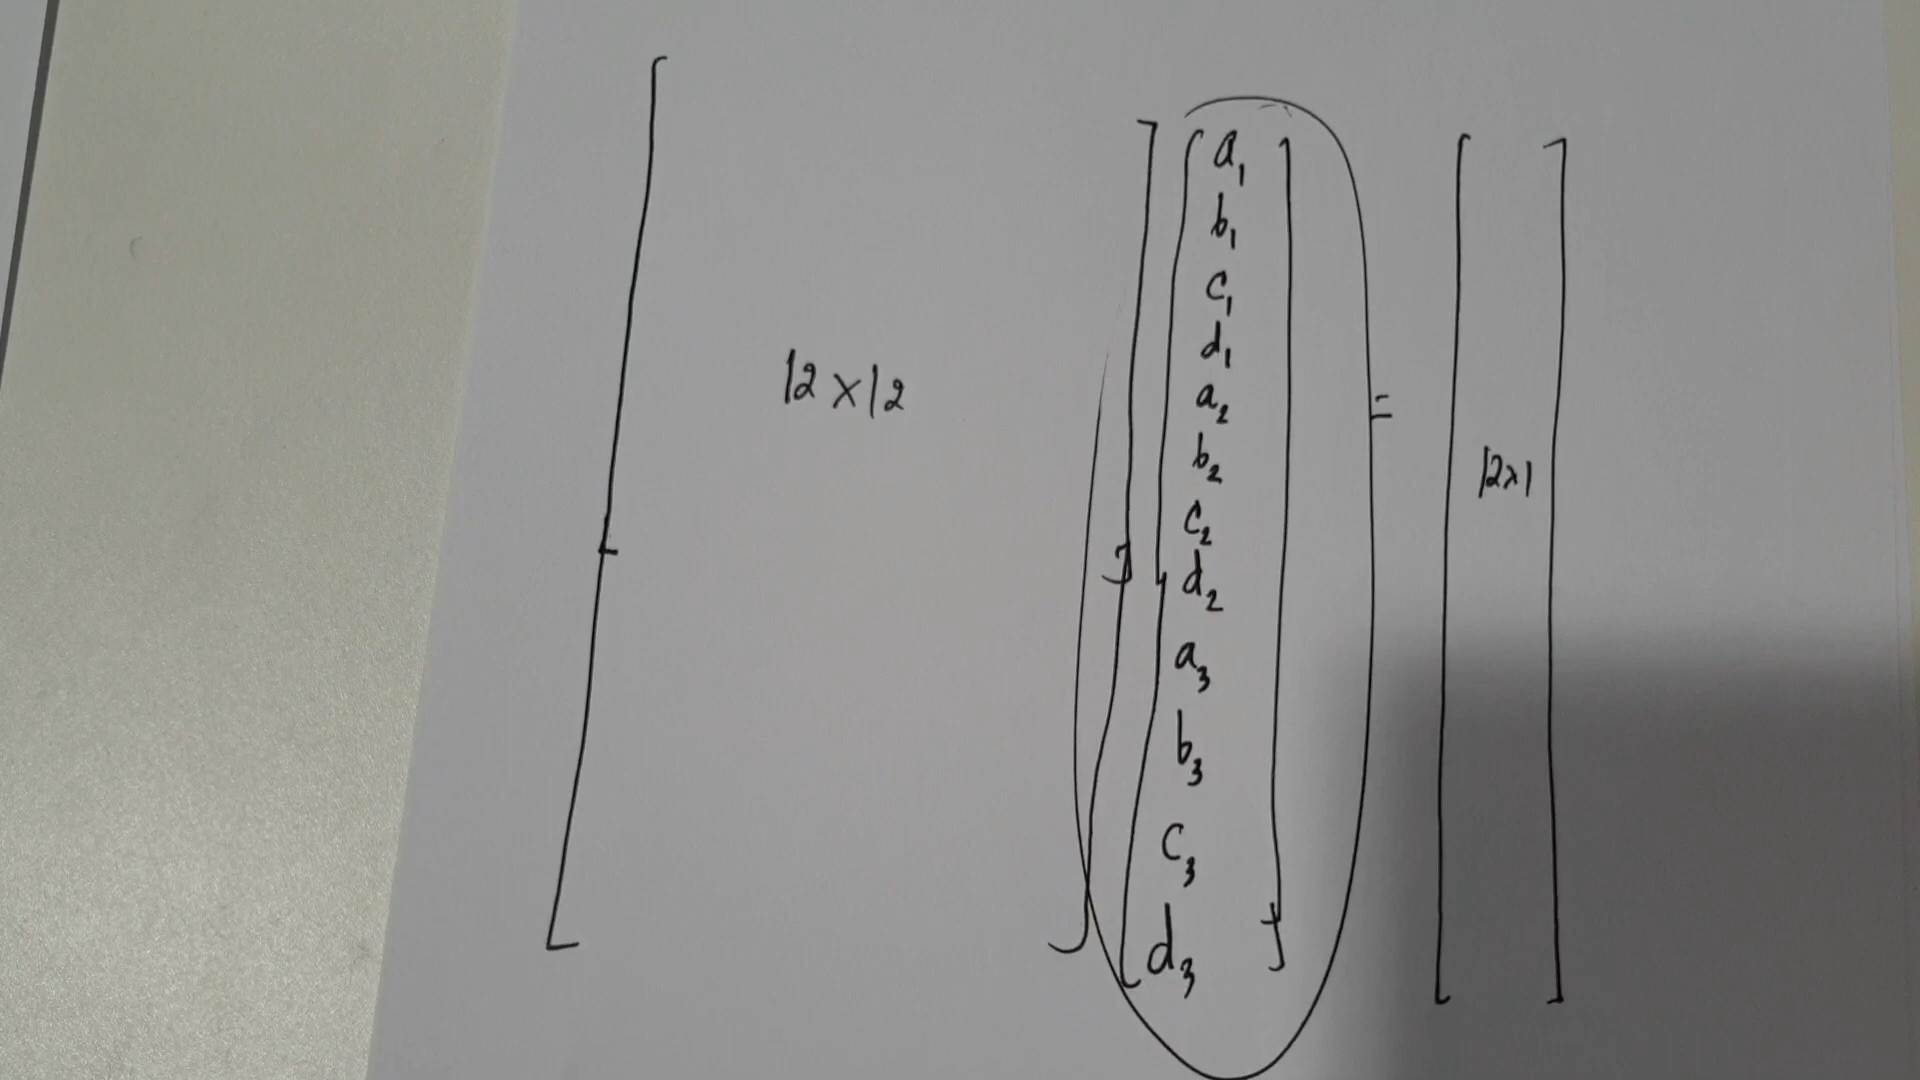 12 × 12
a₁
b₁
c₁
d₁
a₂
b₂
c₂
d₂
a₃
b₃
c₃
d₃
=
12×1